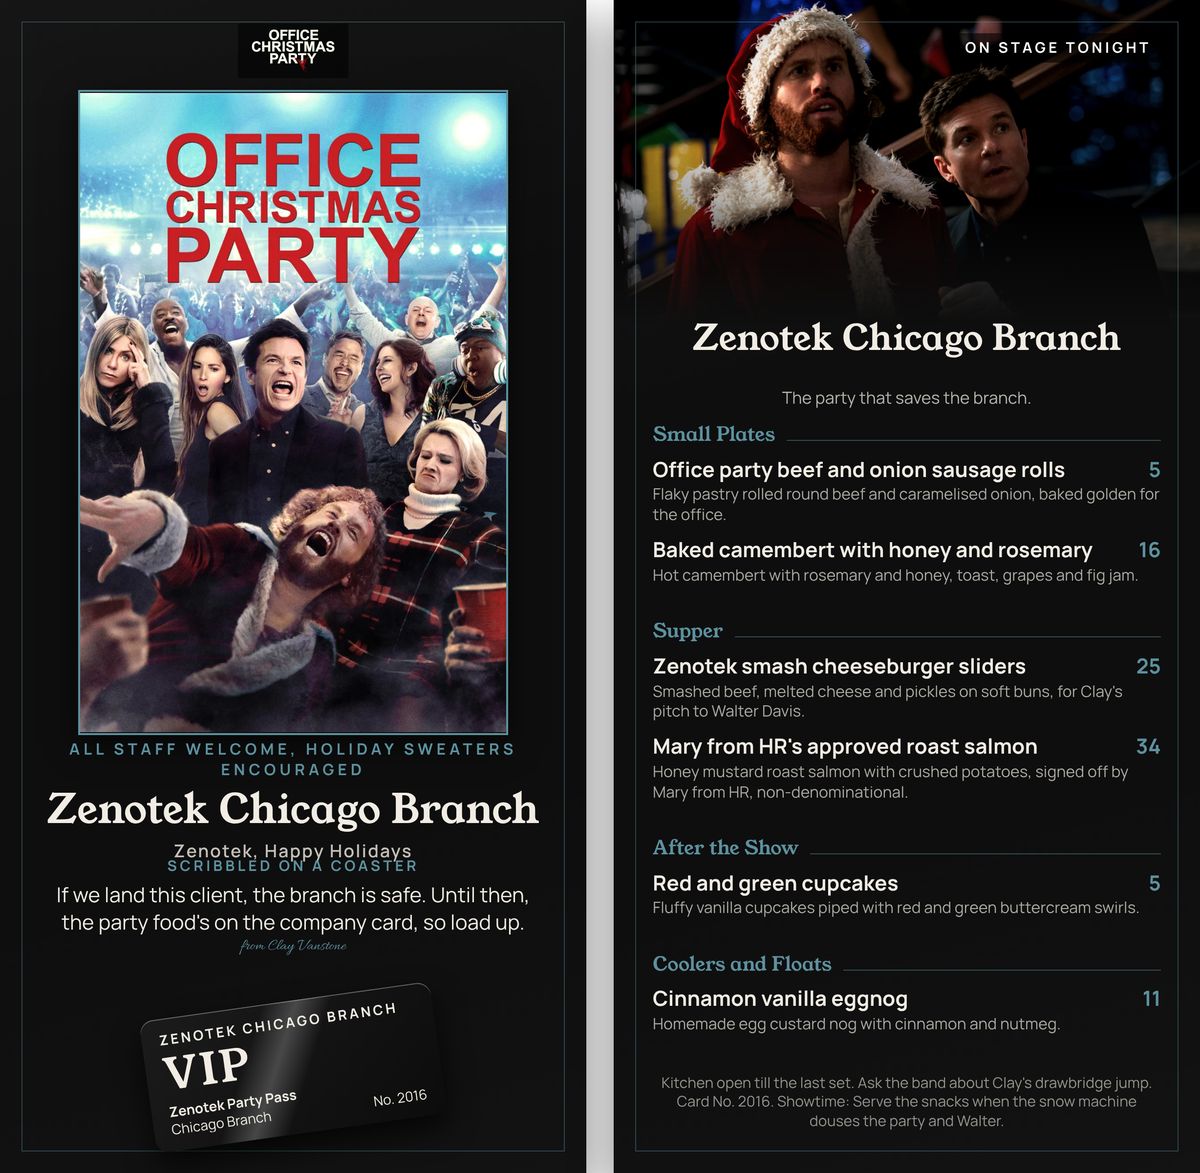 OFFICE
CHRISTMAS
PARTY
OFFICE
CHRISTMAS
PARTY
ALL STAFF WELCOME, HOLIDAY SWEATERS
ENCOURAGED
Zenotek Chicago Branch
Zenotek, Happy Holidays
SCRIBBLED ON A COASTER
If we land this client, the branch is safe. Until then,
the party food's on the company card, so load up.
from Clay Vanstone
ZENOTEK CHICAGO BRANCH
VIP
Zenotek Party Pass
Chicago Branch
No. 2016
ON STAGE TONIGHT
Zenotek Chicago Branch
The party that saves the branch.
Small Plates
Office party beef and onion sausage rolls 5
Flaky pastry rolled round beef and caramelised onion, baked golden for
the office.
Baked camembert with honey and rosemary 16
Hot camembert with rosemary and honey, toast, grapes and fig jam.
Supper
Zenotek smash cheeseburger sliders 25
Smashed beef, melted cheese and pickles on soft buns, for Clay's
pitch to Walter Davis.
Mary from HR's approved roast salmon 34
Honey mustard roast salmon with crushed potatoes, signed off by
Mary from HR, non-denominational.
After the Show
Red and green cupcakes 5
Fluffy vanilla cupcakes piped with red and green buttercream swirls.
Coolers and Floats
Cinnamon vanilla eggnog 11
Homemade egg custard nog with cinnamon and nutmeg.
Kitchen open till the last set. Ask the band about Clay's drawbridge jump.
Card No. 2016. Showtime: Serve the snacks when the snow machine
douses the party and Walter.